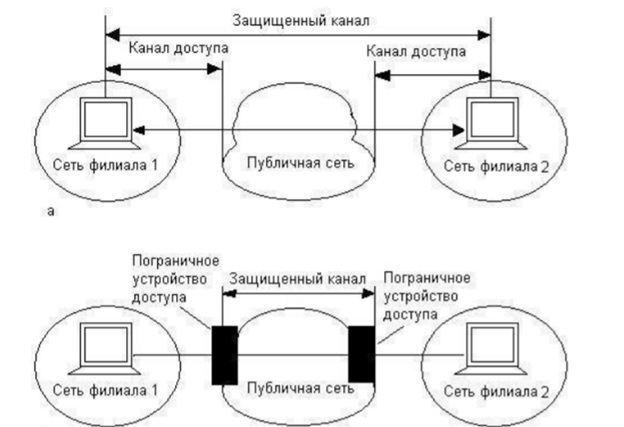 Защищенный канал
Канал доступа
Канал доступа
Сеть филиала 1
Публичная сеть
Сеть филиала 2
а
Пограничное
устройство
доступа
Защищенный канал
Пограничное
устройство
доступа
Сеть филиала 1
Публичная сеть
Сеть филиала 2